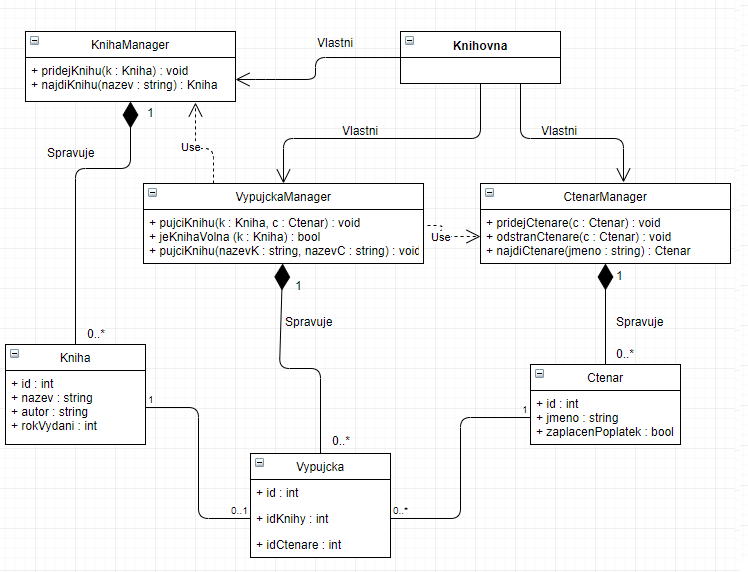 KnihaManager
+ pridejKnihu(k : Kniha) : void
+ najdiKnihu(nazev : string) : Kniha
Vlastni
Knihovna
1
Spravuje
Use
Vlastni
Vlastni
VypujckaManager
+ pujciKnihu(k : Kniha, c : Ctenar) : void
+ jeKnihaVolna (k : Kniha) : bool
+ pujciKnihu(nazevK : string, nazevC : string) : void
Use
CtenarManager
+ pridejCtenare(c : Ctenar) : void
+ odstranCtenare(c : Ctenar) : void
+ najdiCtenare(jmeno : string) : Ctenar
1
1
Spravuje
Spravuje
0..*
0..*
Kniha
+ id : int
+ nazev : string
+ autor : string
+ rokVydani : int
1
Ctenar
+ id : int
+ jmeno : string
+ zaplacenPoplatek : bool
1
0..*
Vypujcka
+ id : int
+ idKnihy : int
+ idCtenare : int
0..1
0..*